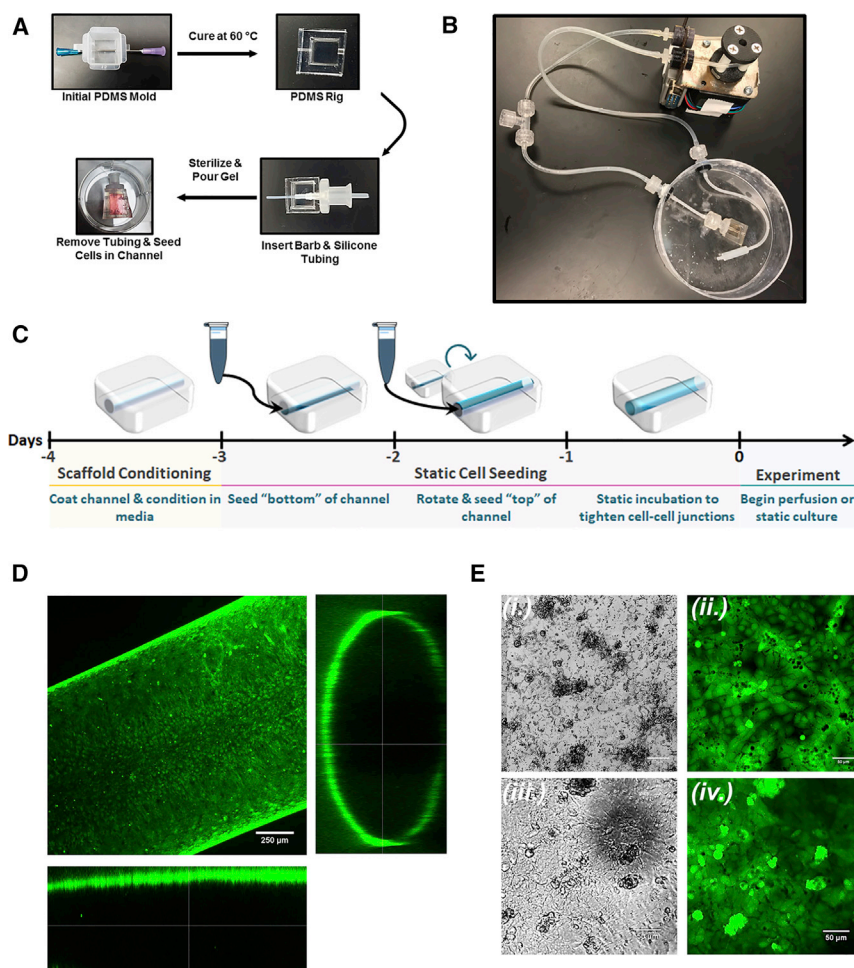 A
Cure at 60 °C
Initial PDMS Mold
PDMS Rig
Sterilize &
Pour Gel
Remove Tubing & Seed
Cells in Channel
Insert Barb & Silicone
Tubing
B
C
Days
-4 -3 -2 -1 0
Scaffold Conditioning Static Cell Seeding Experiment
Coat channel & condition in
media
Seed “bottom” of channel
Rotate & seed “top” of
channel
Static incubation to
tighten cell-cell junctions
Begin perfusion or
static culture
D
250 µm
E
(i.)
(ii.)
50 µm
(iii.)
(iv.)
50 µm